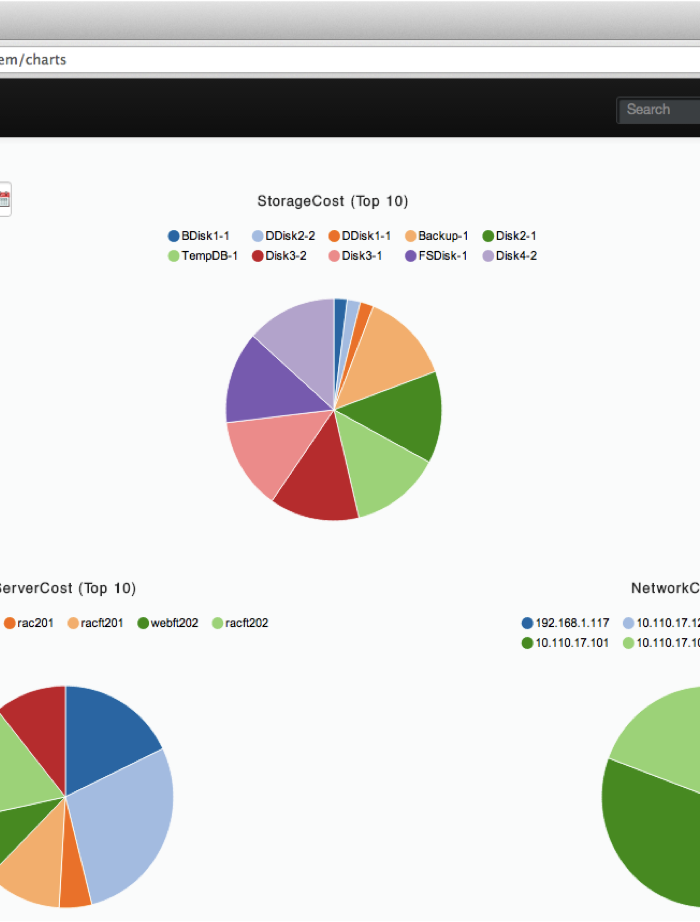 em/charts
Search
StorageCost (Top 10)
BDisk1-1 DDisk2-2 DDisk1-1 Backup-1 Disk2-1
TempDB-1 Disk3-2 Disk3-1 FSDisk-1 Disk4-2
ServerCost (Top 10)
NetworkC
rac201 racft201 webft202 racft202
192.168.1.117 10.110.17.12
10.110.17.101 10.110.17.10